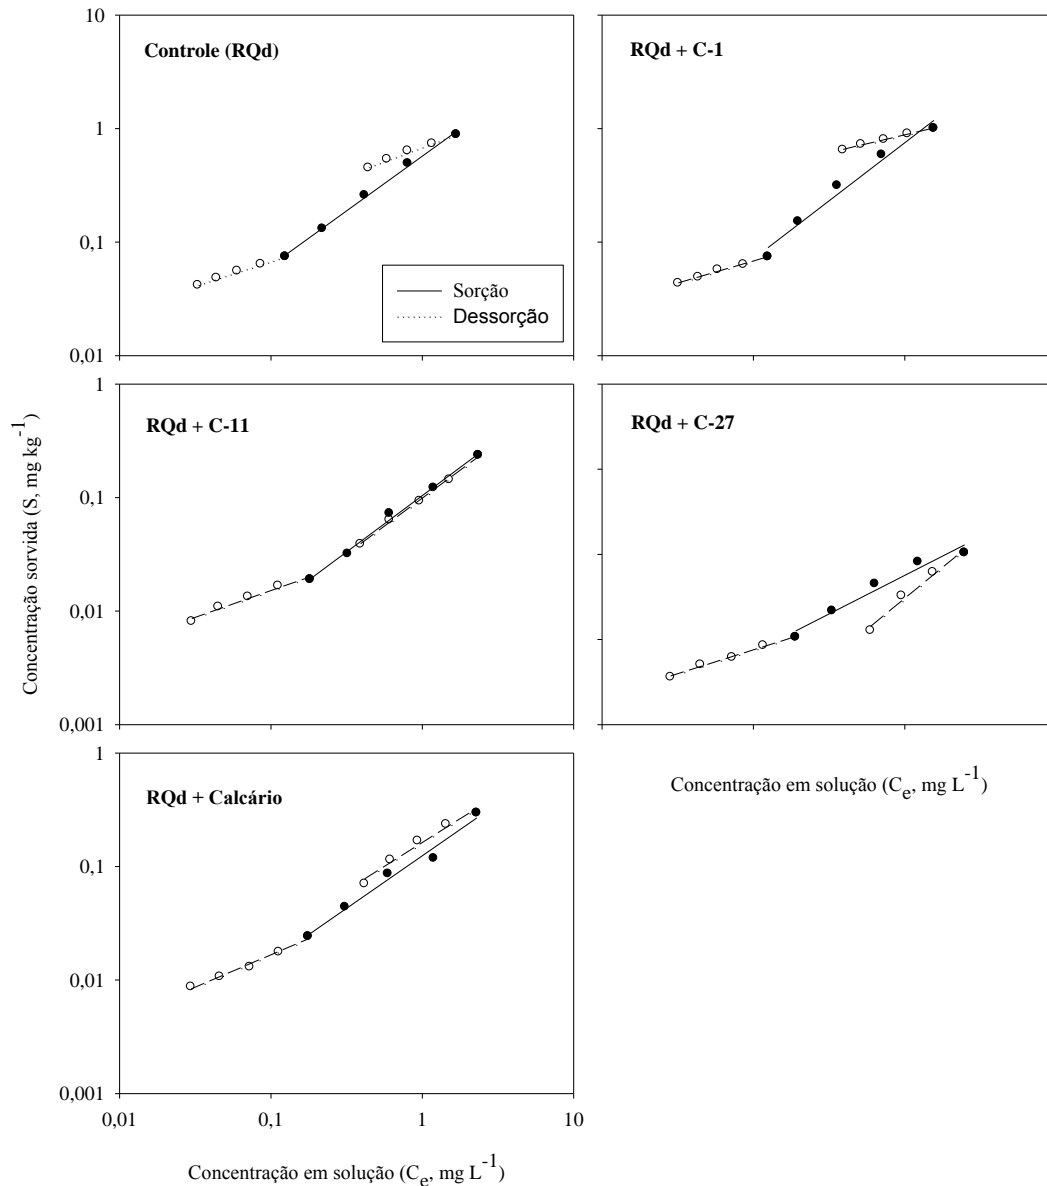 10
1
0,1
0,01
Controle (RQd)
Sorção
Dessorção
RQd + C-1
Concentração sorvida (S, mg kg⁻¹)
1
0,1
0,01
0,001
RQd + C-11
RQd + C-27
1
0,1
0,01
0,001
RQd + Calcário
0,01
0,1
1
10
Concentração em solução (Cₑ, mg L⁻¹)
Concentração em solução (Cₑ, mg L⁻¹)